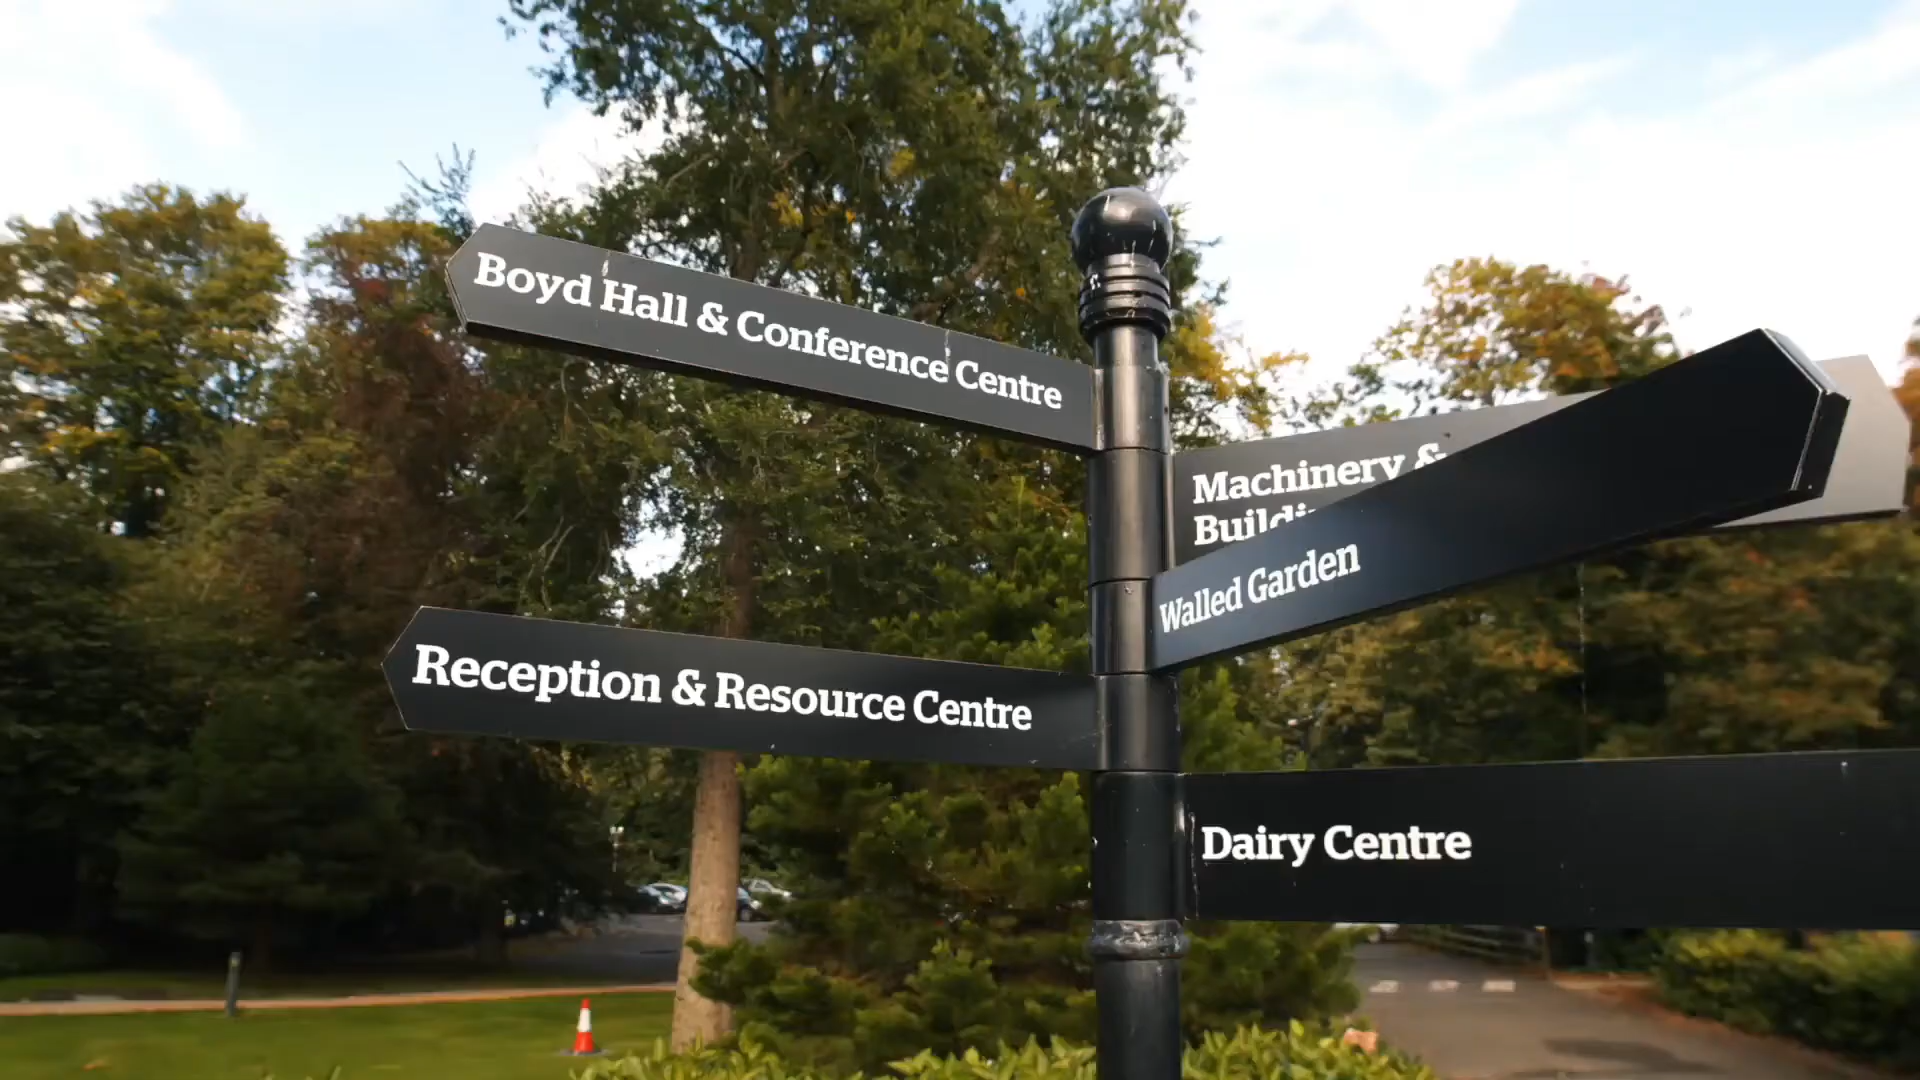 Boyd Hall & Conference Centre
Machinery &
Walled Garden
Reception & Resource Centre
Dairy Centre